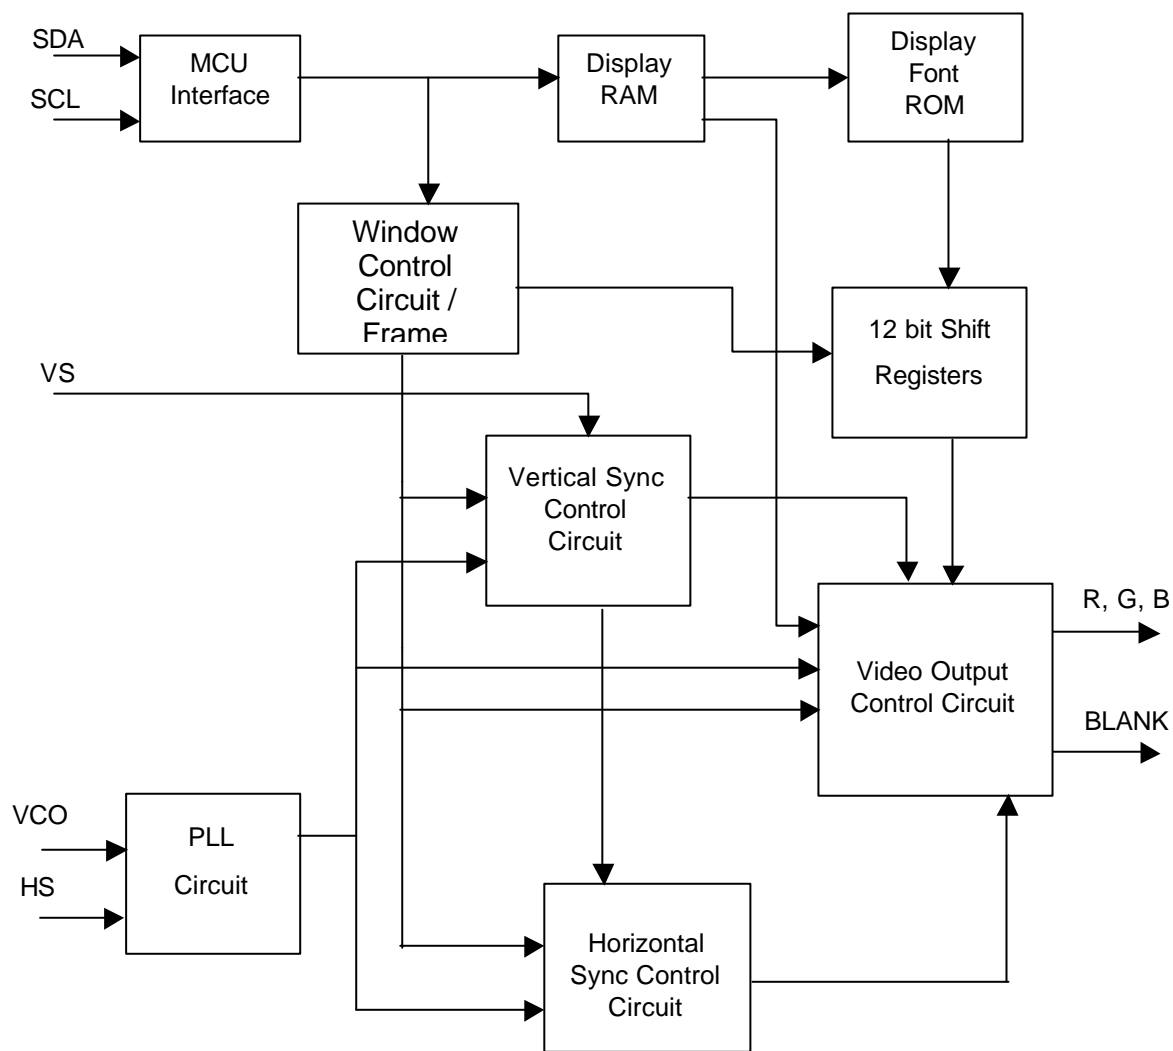 SDA
SCL
MCU
Interface
Display
RAM
Display
Font
ROM
Window
Control
Circuit /
Frame
12 bit Shift
Registers
VS
Vertical Sync
Control
Circuit
R, G, B
Video Output
Control Circuit
BLANK
VCO
HS
PLL
Circuit
Horizontal
Sync Control
Circuit